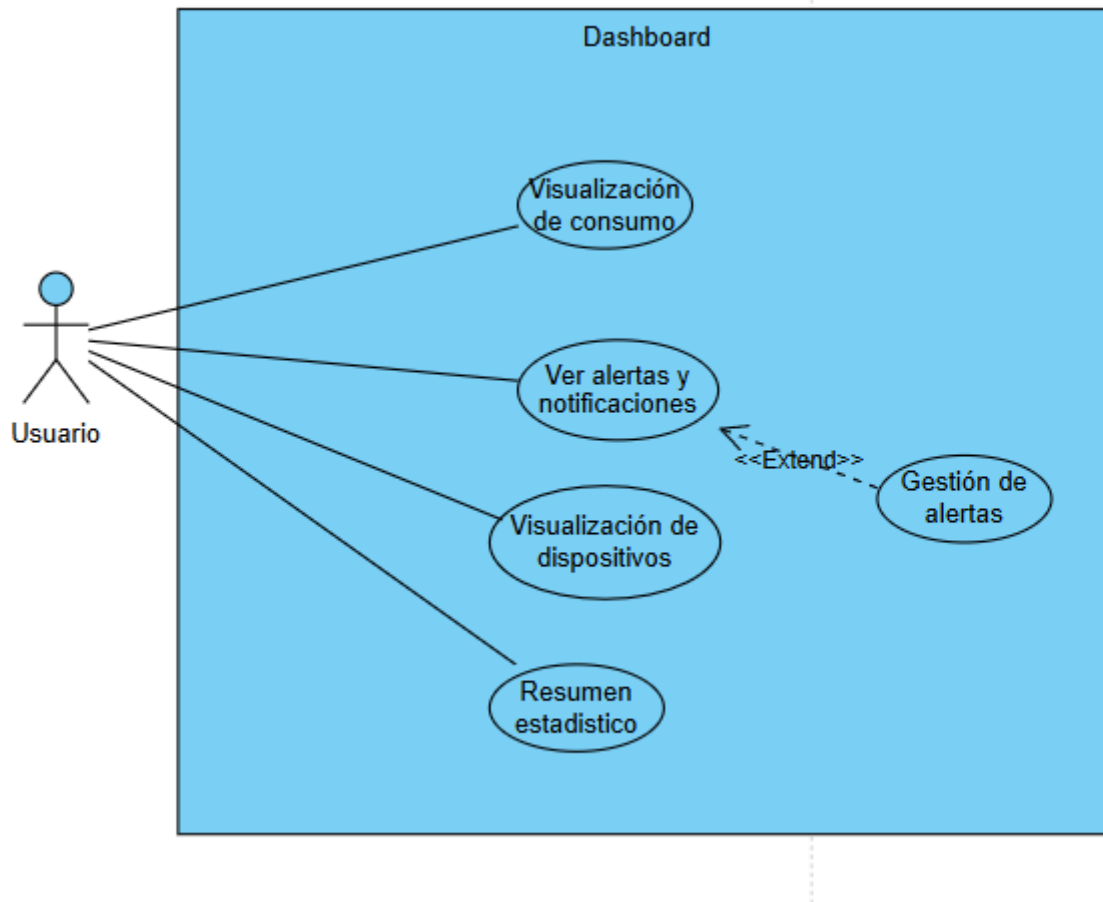 Dashboard
Visualización
de consumo
Ver alertas y
notificaciones
Usuario
<<Extend>>
Gestión de
alertas
Visualización de
dispositivos
Resumen
estadistico